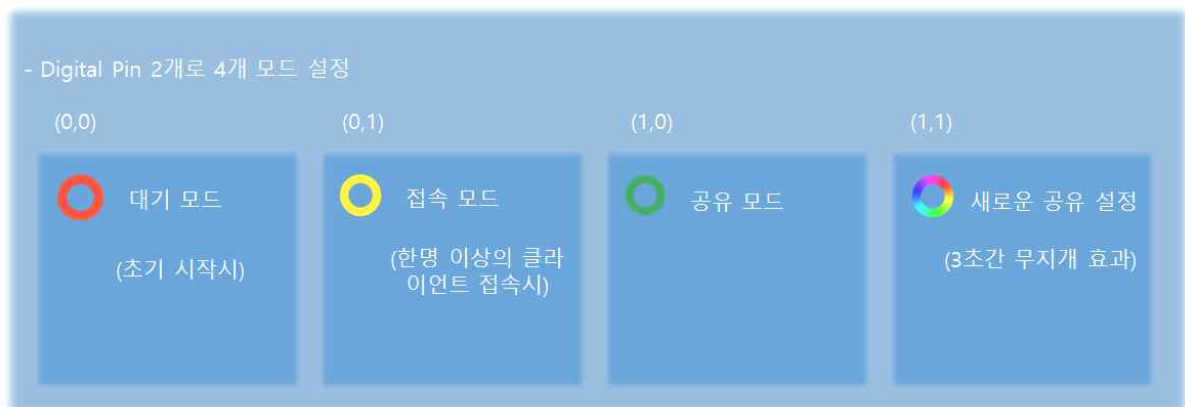 - Digital Pin 2개로 4개 모드 설정
(0,0)
(0,1)
(1,0)
(1,1)
대기 모드
(초기 시작시)
접속 모드
(한명 이상의 클라
이언트 접속시)
공유 모드
새로운 공유 설정
(3초간 무지개 효과)